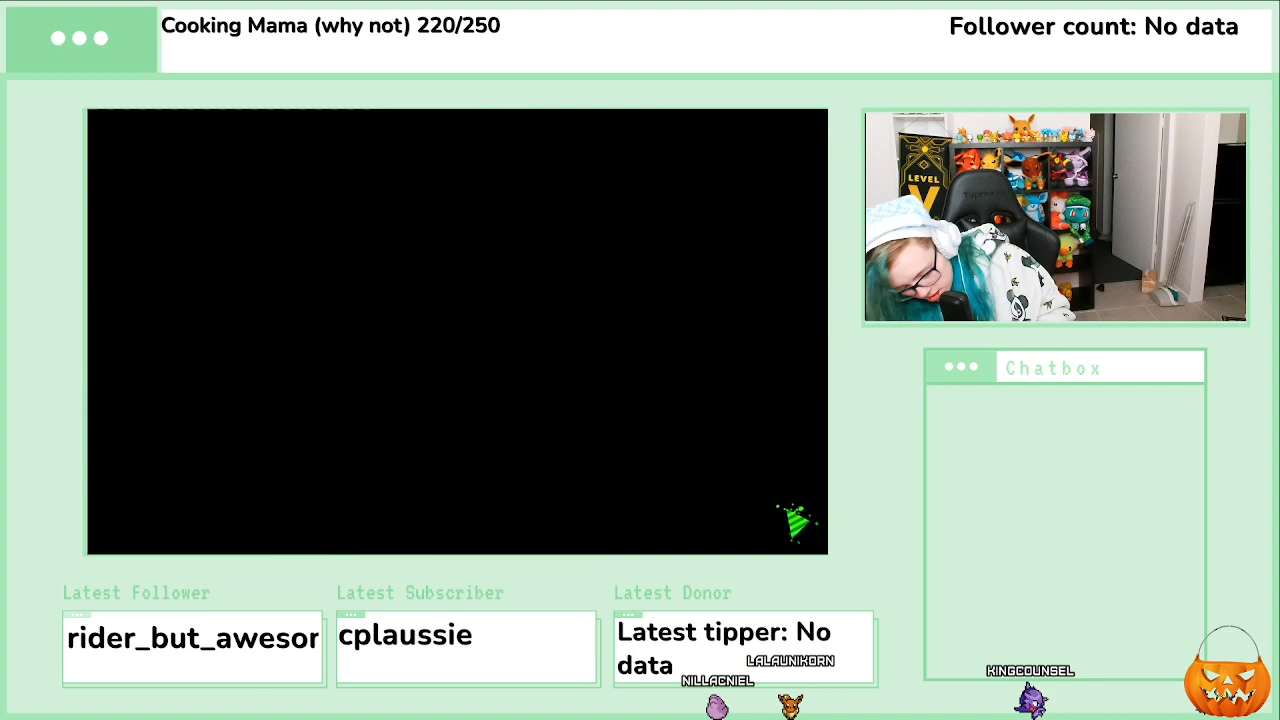 Cooking Mama (why not) 220/250
Follower count: No data
LEVEL
V
Chatbox
Latest Follower
Latest Subscriber
Latest Donor
rider_but_awesor
cplaussie
Latest tipper: No
data
LALAUNIKORN
NILLACNIEL
KINGCOUNSEL